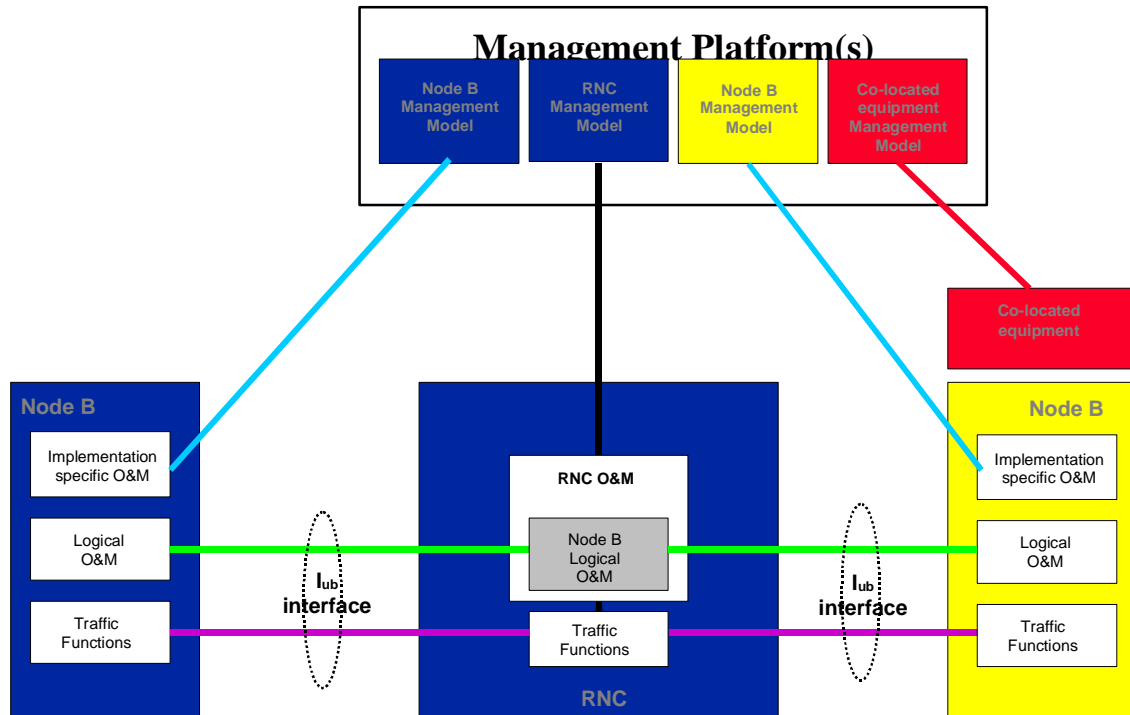 Management Platform(s)
Node B
Management
Model
RNC
Management
Model
Node B
Management
Model
Co-located
equipment
Management
Model
Co-located
equipment
Node B
Implementation
specific O&M
Logical
O&M
Traffic
Functions
Iub
interface
RNC O&M
Node B
Logical
O&M
Traffic
Functions
RNC
Iub
interface
Node B
Implementation
specific O&M
Logical
O&M
Traffic
Functions